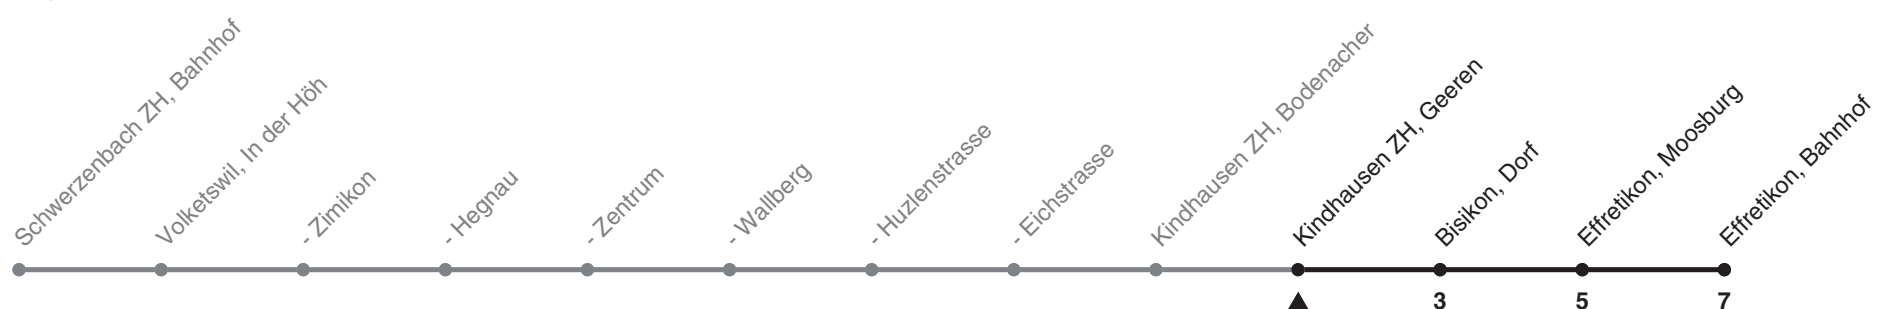 Schwerzenbach ZH, Bahnhof
Volketswil, In der Höh
- Zimikon
- Hegnau
- Zentrum
- Wallberg
- Huzlenstrasse
- Eichstrasse
Kindhausen ZH, Bodenacher
Kindhausen ZH, Geeren
Bisikon, Dorf
Effretikon, Moosburg
Effretikon, Bahnhof
3 5 7